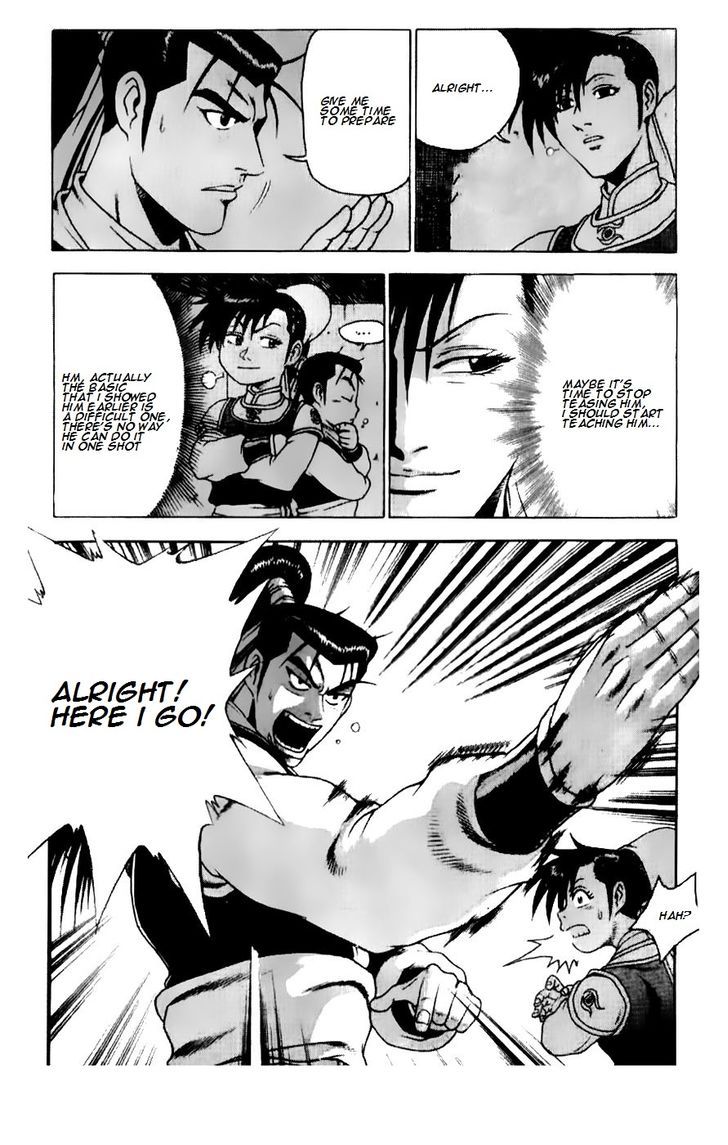 ALRIGHT...
GIVE ME
SOME TIME
TO PREPARE
MAYBE IT'S
TIME TO STOP
TEASING HIM,
I SHOULD START
TEACHING HIM...
...
HM, ACTUALLY
THE BASIC
THAT I SHOWED
HIM EARLIER IS
A DIFFICULT ONE,
THERE'S NO WAY
HE CAN DO IT
IN ONE SHOT
ALRIGHT!
HERE I GO!
HAH?